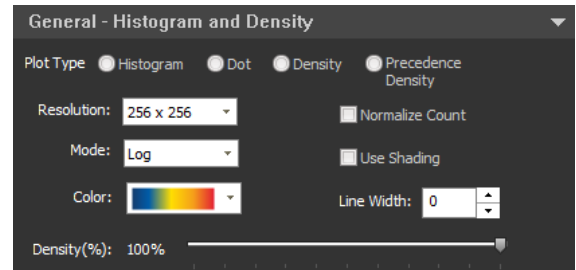 General - Histogram and Density
Plot Type Histogram Dot Density Precedence Density
Resolution: 256 x 256 Normalize Count
Mode: Log Use Shading
Color: Line Width: 0
Density(%): 100%